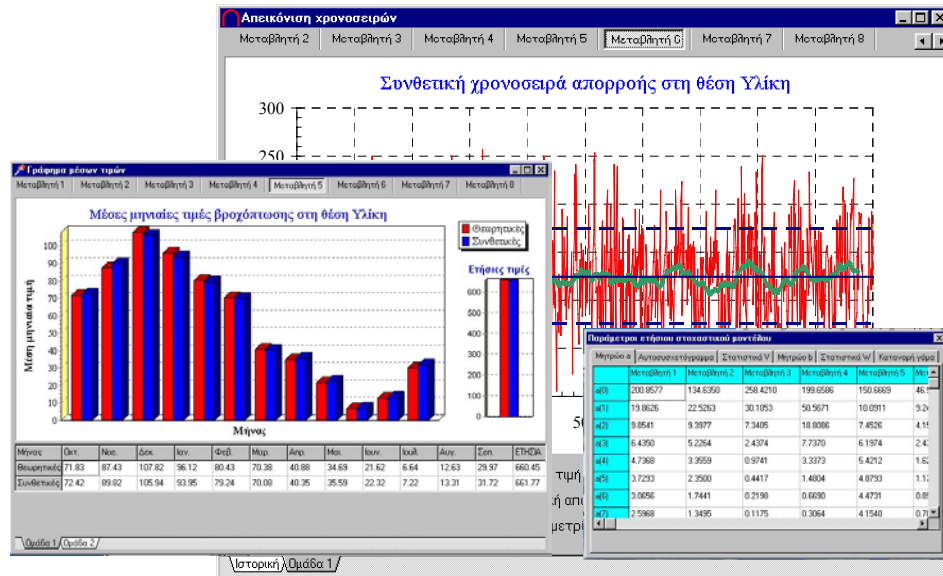 Απεικόνιση χρονοσειρών
Μεταβλητή 2 Μεταβλητή 3 Μεταβλητή 4 Μεταβλητή 5 Μεταβλητή 6 Μεταβλητή 7 Μεταβλητή 8
Συνθετική χρονοσειρά απορροής στη θέση Υλίκη
300
250
Γράφημα μέσων τιμών
Μεταβλητή 1 Μεταβλητή 2 Μεταβλητή 3 Μεταβλητή 4 Μεταβλητή 5 Μεταβλητή 6 Μεταβλητή 7 Μεταβλητή 8
Μέσες μηνιαίες τιμές βροχόπτωσης στη θέση Υλίκη
Θεωρητικές
Συνθετικές
Μέση μηνιαία τιμή
100
90
80
70
60
50
40
30
20
10
0
Μήνας
Ετήσιες τιμές
600
500
400
300
200
100
0
Μήνας Οκτ. Νοε. Δεκ. Ιαν. Φεβ. Μαρ. Απρ. Μαι. Ιουν. Ιουλ. Αυγ. Σεπ. ΕΤΗΣΙΑ
Θεωρητικές 71.83 87.43 107.82 96.12 80.43 70.38 40.88 34.69 21.62 6.64 12.63 29.97 660.45
Συνθετικές 72.42 89.82 105.94 93.95 79.24 70.08 40.35 35.59 22.32 7.22 13.31 31.72 661.77
Ομάδα 1 Ομάδα 2
Παράμετροι ετήσιου στοχαστικού μοντέλου
Μητρώο a Αυτοσυσχετόγραμμα Στατιστικά V Μητρώο b Στατιστικά W Κατανομή γάμα
Μεταβλητή 1 Μεταβλητή 2 Μεταβλητή 3 Μεταβλητή 4 Μεταβλητή 5
a(0) 200.8577 134.6350 258.4210 199.6586 150.6669
a(1) 19.8626 22.5263 30.1053 50.5671 10.0911
a(2) 9.8541 9.3977 7.3405 18.0086 7.4526
a(3) 6.4350 5.2264 2.4374 7.7370 6.1974
a(4) 4.7368 3.3559 0.9741 3.3373 5.4212
a(5) 3.7293 2.3500 0.4417 1.4804 4.8793
a(6) 3.0656 1.7441 0.2198 0.6690 4.4731
a(7) 2.5968 1.3495 0.1175 0.3064 4.1540
τιμή
Ιστορική Ομάδα 1